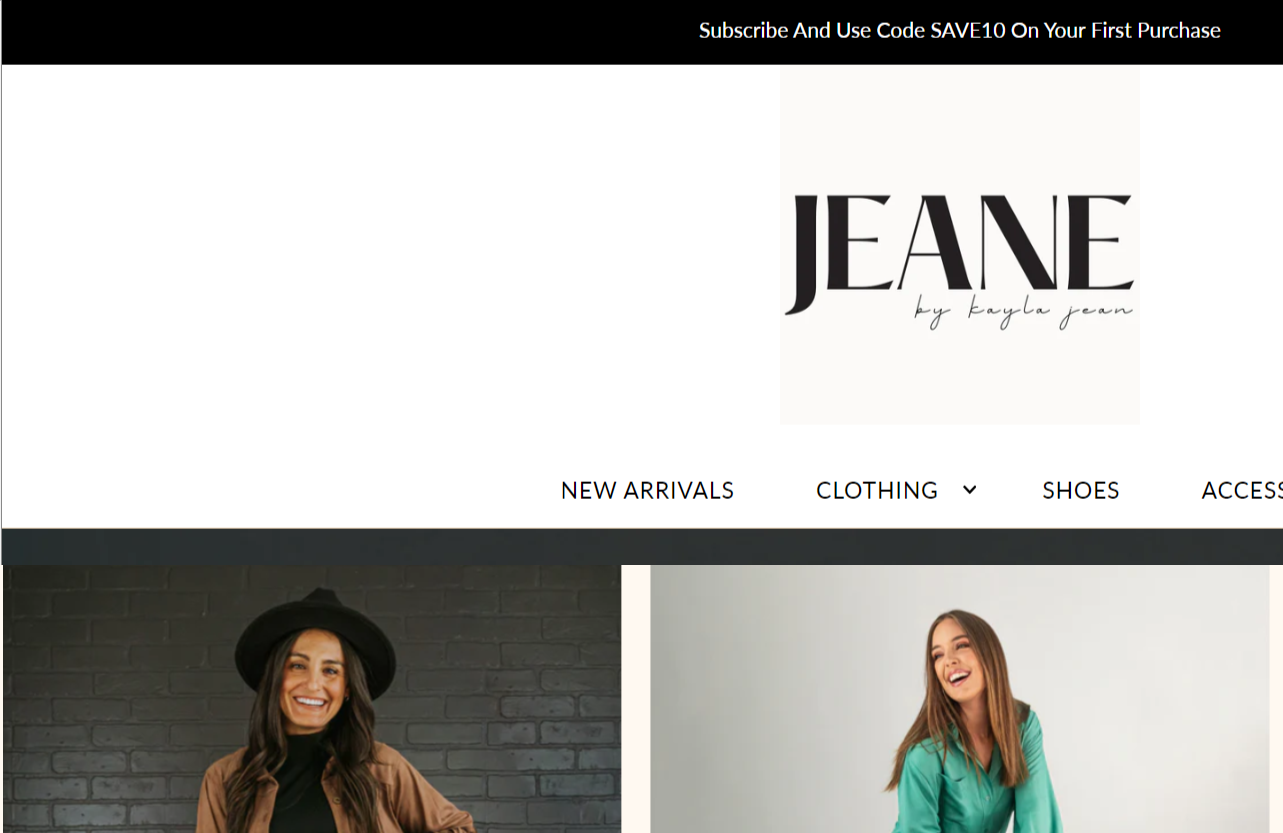 Subscribe And Use Code SAVE10 On Your First Purchase
JEANE
by kayla jean
NEW ARRIVALS CLOTHING SHOES ACCESS